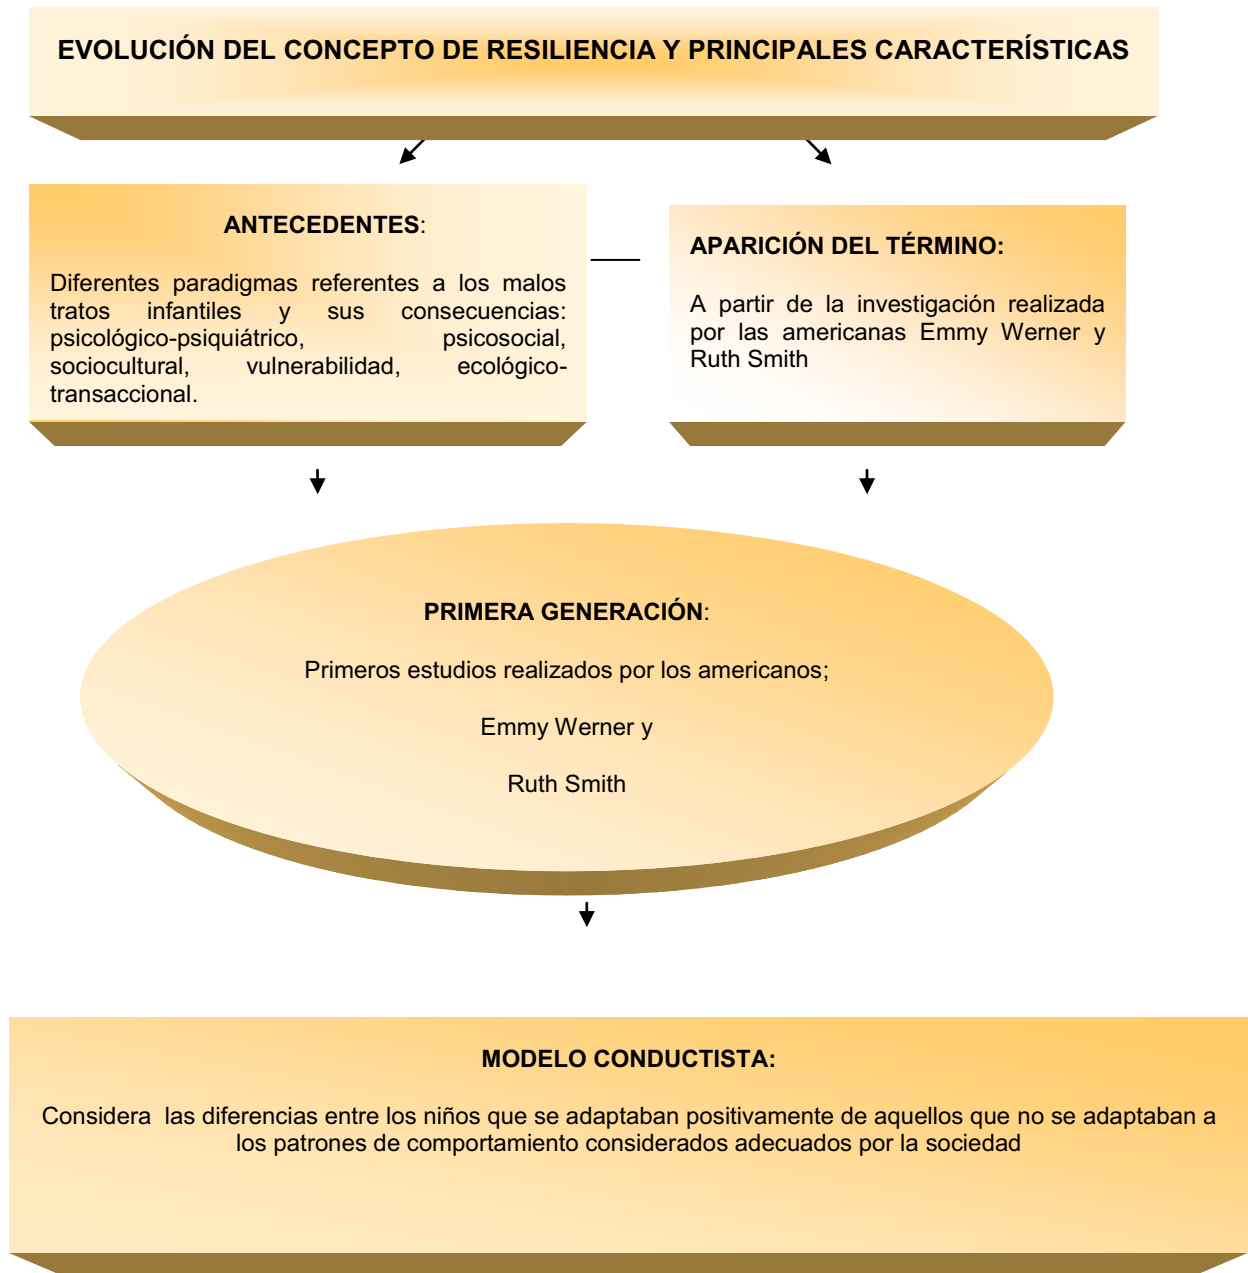 EVOLUCIÓN DEL CONCEPTO DE RESILIENCIA Y PRINCIPALES CARACTERÍSTICAS
ANTECEDENTES:
Diferentes paradigmas referentes a los malos
tratos infantiles y sus consecuencias:
psicológico-psiquiátrico, psicosocial,
sociocultural, vulnerabilidad, ecológico-
transaccional.
APARICIÓN DEL TÉRMINO:
A partir de la investigación realizada
por las americanas Emmy Werner y
Ruth Smith
PRIMERA GENERACIÓN:
Primeros estudios realizados por los americanos;
Emmy Werner y
Ruth Smith
MODELO CONDUCTISTA:
Considera las diferencias entre los niños que se adaptaban positivamente de aquellos que no se adaptaban a
los patrones de comportamiento considerados adecuados por la sociedad